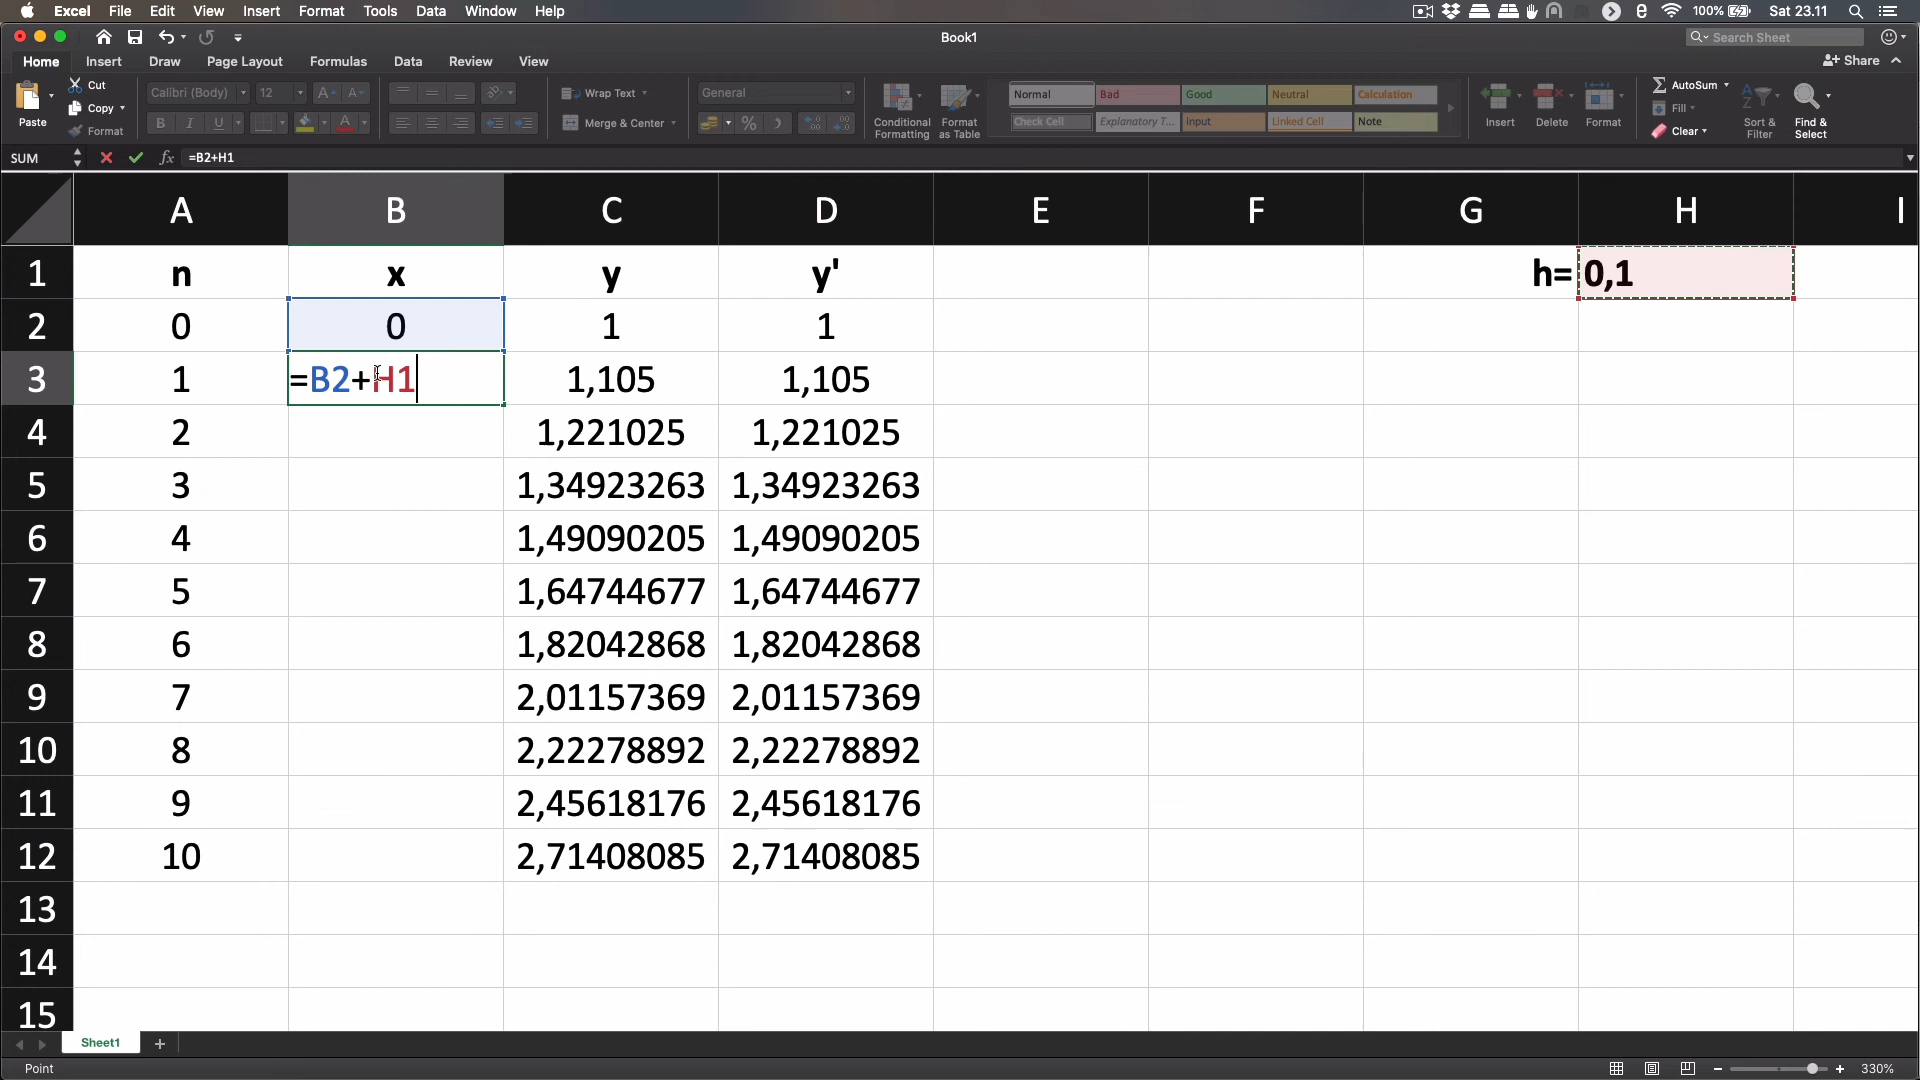 Excel File Edit View Insert Format Tools Data Window Help 100% Sat 23.11
Book1 Search Sheet
Home Insert Draw Page Layout Formulas Data Review View Share
Paste Cut Copy Format Calibri (Body) 12 A A B I U A Wrap Text Merge & Center General % Conditional Formatting Format as Table Normal Bad Good Neutral Calculation Check Cell Explanatory T... Input Linked Cell Note Insert Delete Format AutoSum Fill Clear Sort & Filter Find & Select
SUM fx =B2+H1
A B C D E F G H I
1 n x y y' h= 0,1
2 0 0 1 1
3 1 =B2+H1 1,105 1,105
4 2 1,221025 1,221025
5 3 1,34923263 1,34923263
6 4 1,49090205 1,49090205
7 5 1,64744677 1,64744677
8 6 1,82042868 1,82042868
9 7 2,01157369 2,01157369
10 8 2,22278892 2,22278892
11 9 2,45618176 2,45618176
12 10 2,71408085 2,71408085
13
14
15
Sheet1 +
Point 330%